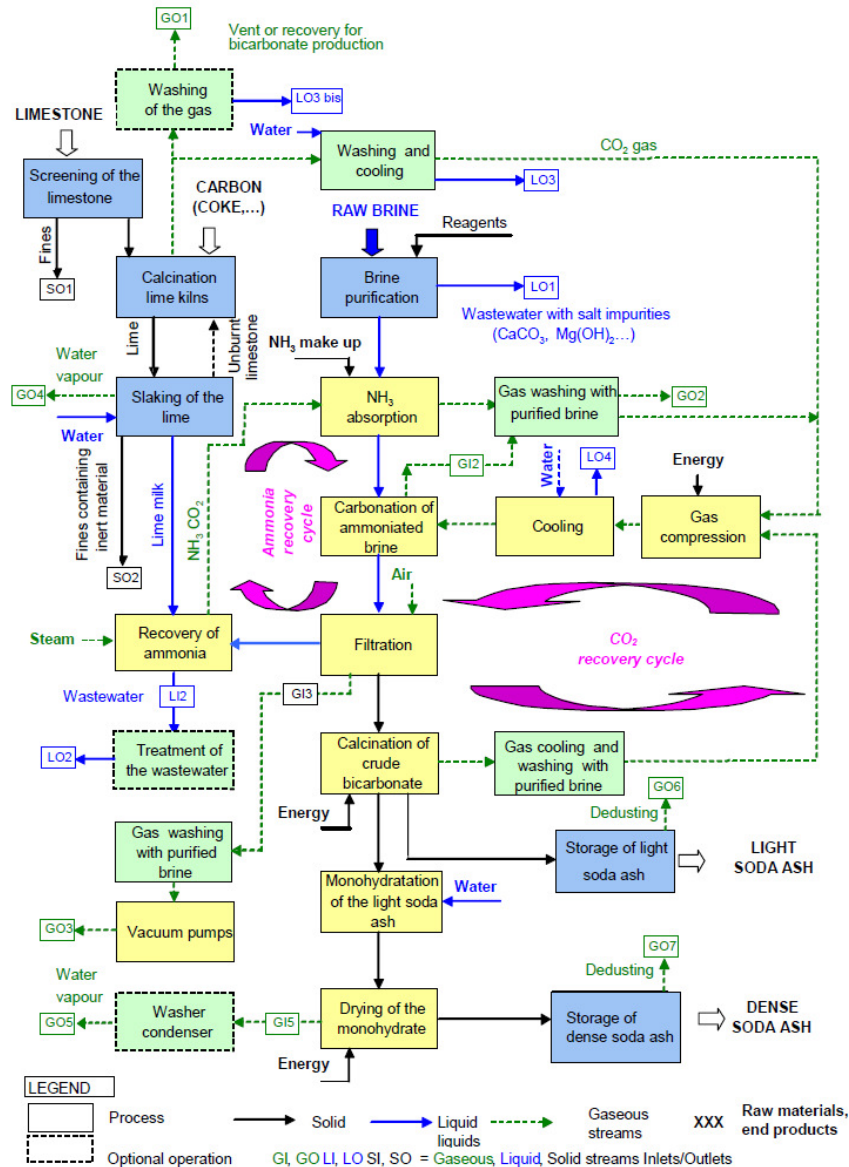 GO1
Vent or recovery for
bicarbonate production
Washing
of the gas
LO3 bis
LIMESTONE
Water
CO2 gas
Washing and
cooling
Screening of the
limestone
LO3
CARBON
(COKE,...)
RAW BRINE
Reagents
Fines
SO1
Calcination
lime kilns
Brine
purification
LO1
Wastewater with salt impurities
(CaCO3, Mg(OH)2...)
Lime
Unburnt
limestone
NH3 make up
Water
vapour
GO4
Slaking of the
lime
NH3
absorption
Gas washing with
purified brine
GO2
Water
Fines containing
inert material
Lime milk
NH3 CO2
Ammonia
recovery
cycle
GI2
Water
LO4
Energy
Carbonation of
ammoniated
brine
Cooling
Gas
compression
SO2
Air
Steam
Recovery of
ammonia
Filtration
CO2
recovery cycle
Wastewater
LI2
GI3
LO2
Treatment of
the wastewater
Calcination of
crude
bicarbonate
Gas cooling and
washing with
purified brine
GO6
Energy
Dedusting
Gas washing
with purified
brine
Storage of light
soda ash
LIGHT
SODA ASH
Monohydratation
of the light soda
ash
Water
GO3
Vacuum pumps
GO7
Water
vapour
Dedusting
GO5
Washer
condenser
GI5
Drying of the
monohydrate
Storage of
dense soda ash
DENSE
SODA ASH
Energy
LEGEND
Process
Solid
Liquid
liquids
Gaseous
streams
XXX
Raw materials,
end products
Optional operation
GI, GO LI, LO SI, SO = Gaseous, Liquid, Solid streams Inlets/Outlets